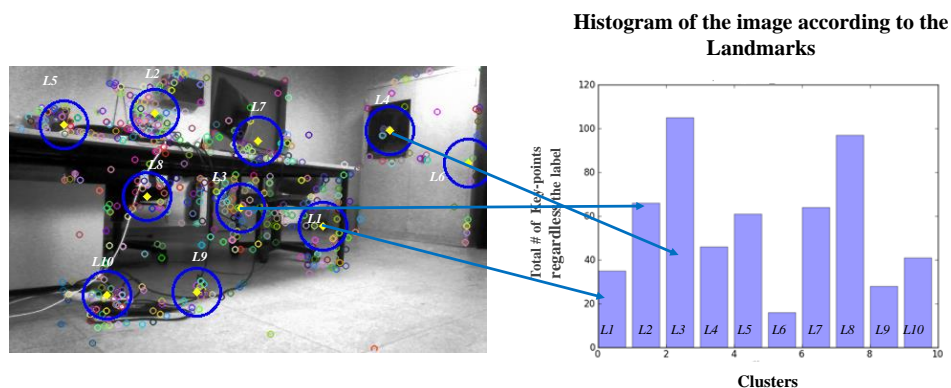 Histogram of the image according to the
Landmarks
L5
L2
L7
L4
L6
L8
L3
L1
L10
L9
Total # of Key-points
regardless the label
120
100
80
60
40
20
0
L1 L2 L3 L4 L5 L6 L7 L8 L9 L10
0 2 4 6 8 10
Clusters